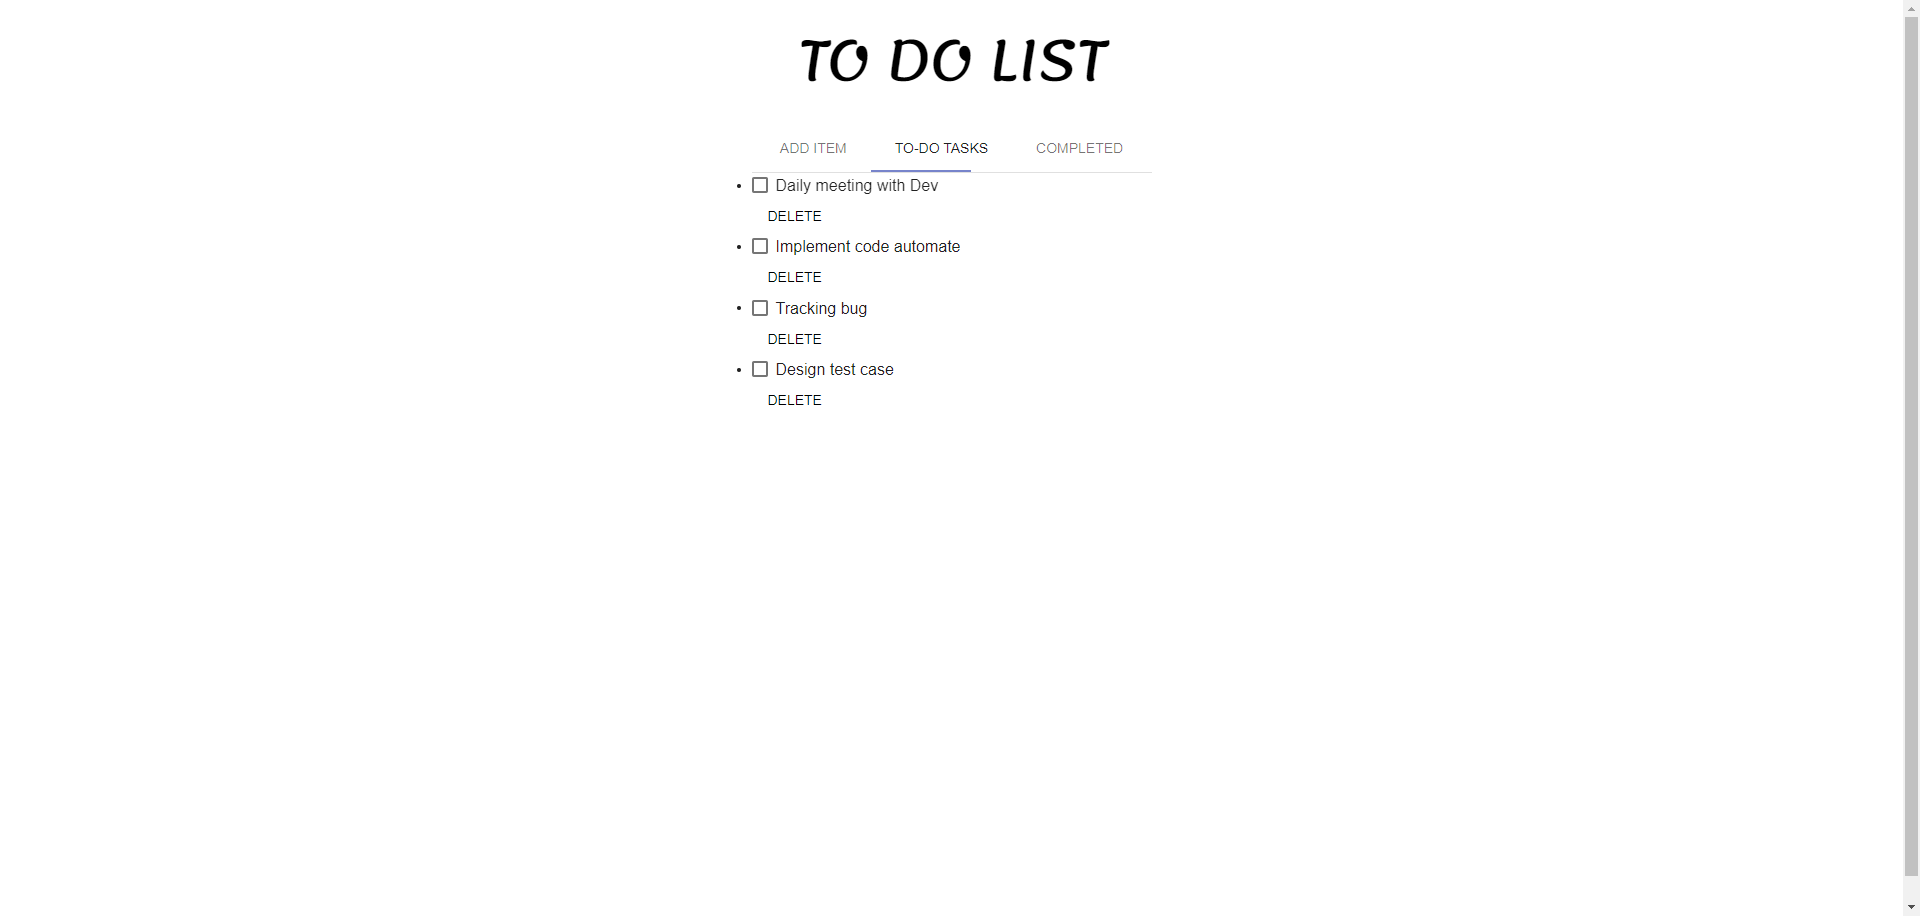 TO DO LIST
ADD ITEM TO-DO TASKS COMPLETED
Daily meeting with Dev
DELETE
Implement code automate
DELETE
Tracking bug
DELETE
Design test case
DELETE